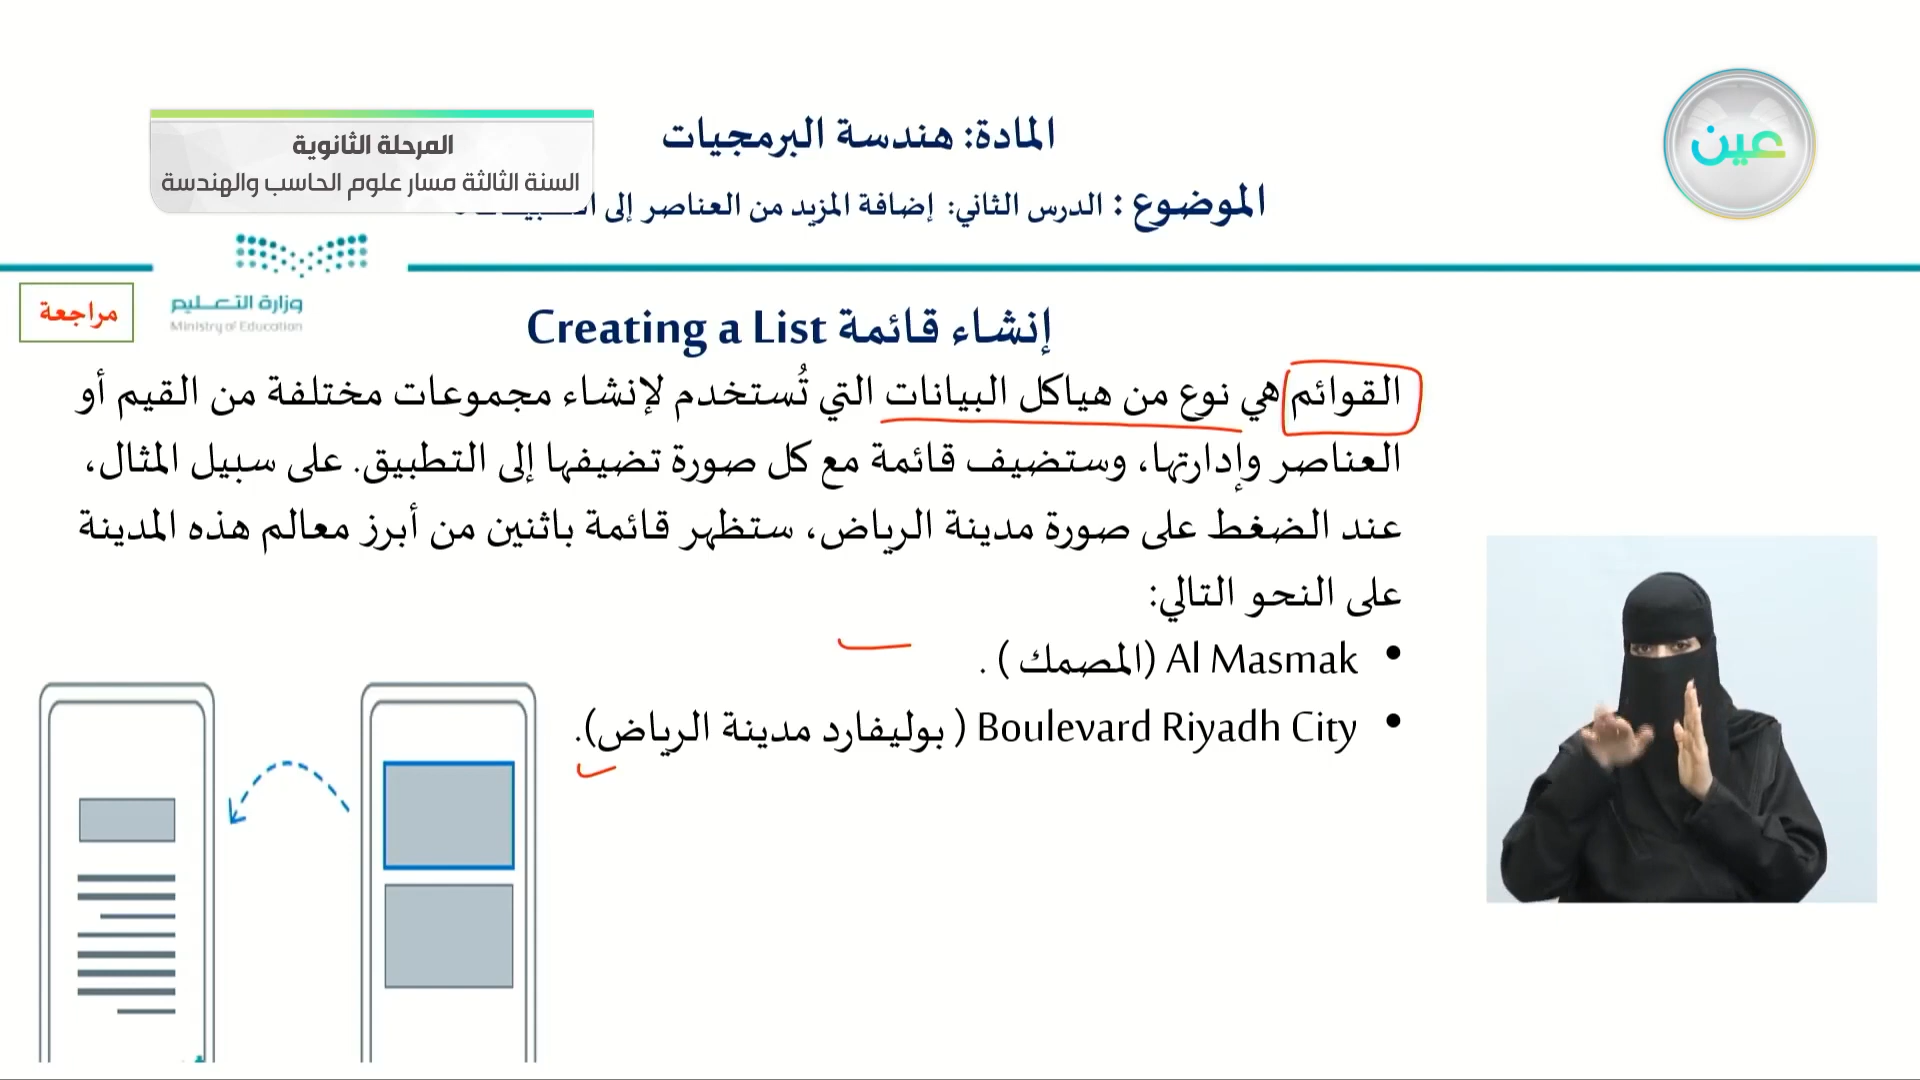 المرحلة الثانوية
السنة الثالثة مسار علوم الحاسب والهندسة
المادة: هندسة البرمجيات
الموضوع : الدرس الثاني: إضافة المزيد من العناصر إلى
عين
وزارة التعليم
Ministry of Education
مراجعة
إنشاء قائمة Creating a List
القوائم هي نوع من هياكل البيانات التي تُستخدم لإنشاء مجموعات مختلفة من القيم أو
العناصر وإدارتها، وستضيف قائمة مع كل صورة تضيفها إلى التطبيق. على سبيل المثال،
عند الضغط على صورة مدينة الرياض، ستظهر قائمة باثنين من أبرز معالم هذه المدينة
على النحو التالي:
• Al Masmak (المصمك ) .
• Boulevard Riyadh City ( بوليفارد مدينة الرياض).